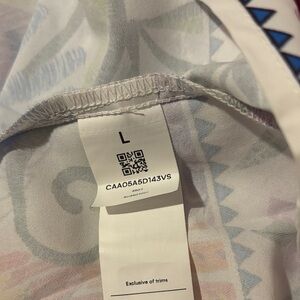 L
CAA05A5D143VS
Exclusive of trims